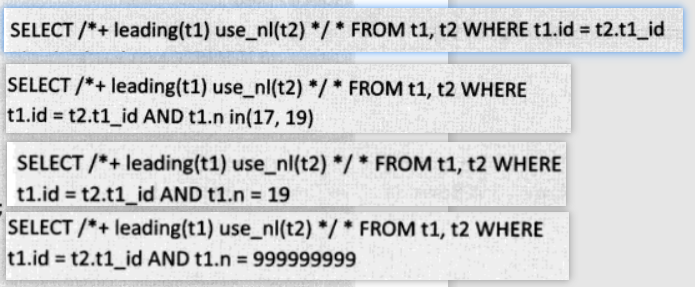 SELECT /*+ leading(t1) use_nl(t2) */ * FROM t1, t2 WHERE t1.id = t2.t1_id
SELECT /*+ leading(t1) use_nl(t2) */ * FROM t1, t2 WHERE
t1.id = t2.t1_id AND t1.n in(17, 19)
SELECT /*+ leading(t1) use_nl(t2) */ * FROM t1, t2 WHERE
t1.id = t2.t1_id AND t1.n = 19
SELECT /*+ leading(t1) use_nl(t2) */ * FROM t1, t2 WHERE
t1.id = t2.t1_id AND t1.n = 999999999